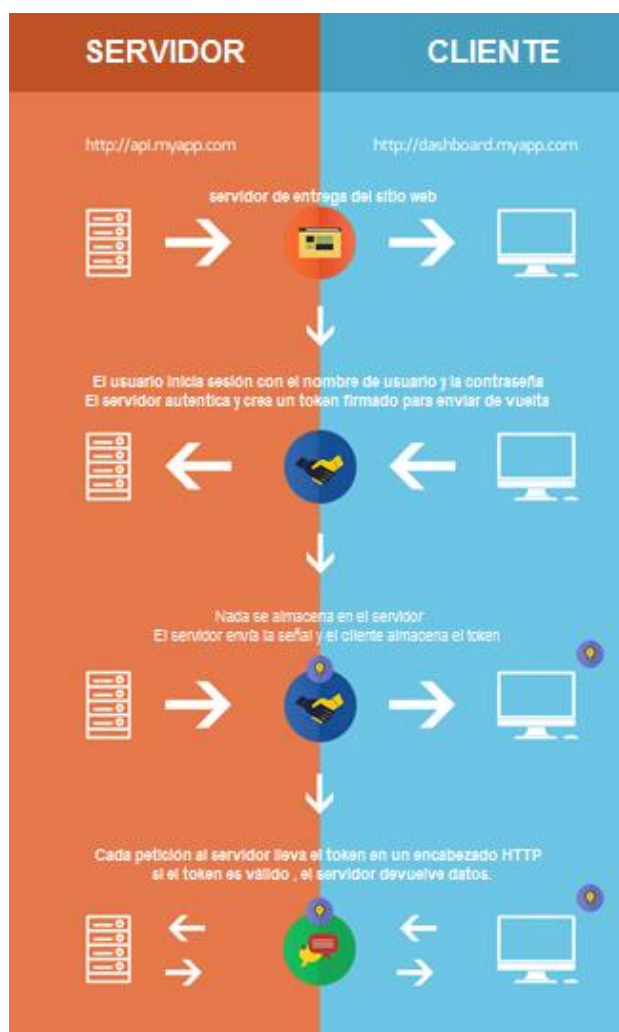 SERVIDOR
CLIENTE
http://api.myapp.com
http://dashboard.myapp.com
servidor de entrega del sitio web
El usuario inicia sesión con el nombre de usuario y la contraseña
El servidor autentica y crea un token firmado para enviar de vuelta
Nada se almacena en el servidor
El servidor envía la señal y el cliente almacena el token
Cada petición al servidor lleva el token en un encabezado HTTP
si el token es válido , el servidor devuelve datos.